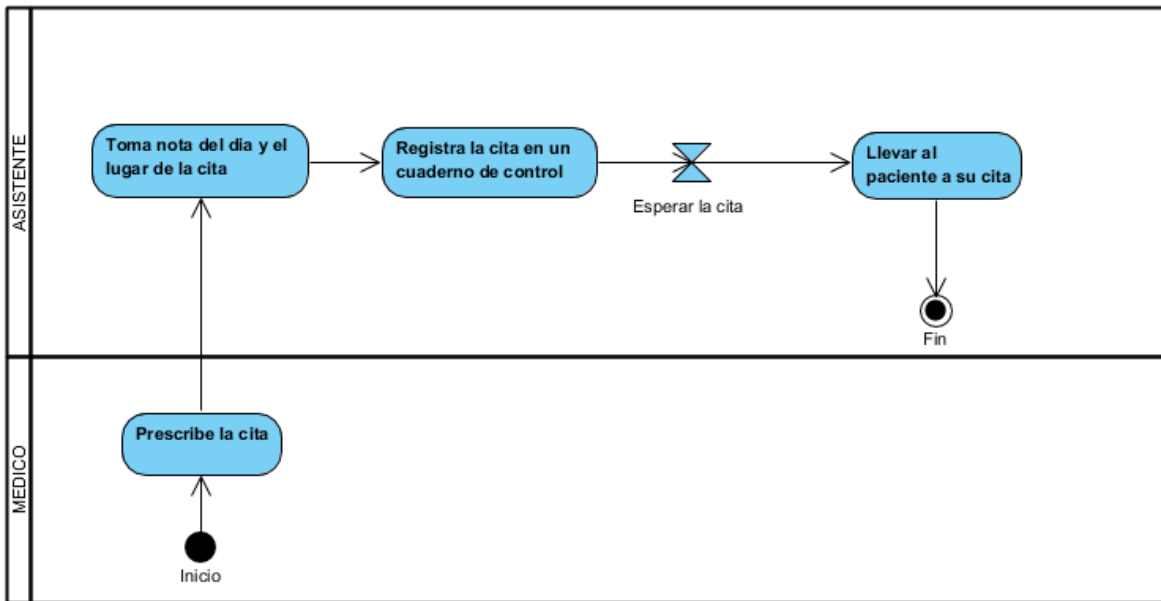 ASISTENTE
Toma nota del dia y el
lugar de la cita
Registra la cita en un
cuaderno de control
Esperar la cita
Llevar al
paciente a su cita
Fin
MEDICO
Prescribe la cita
Inicio